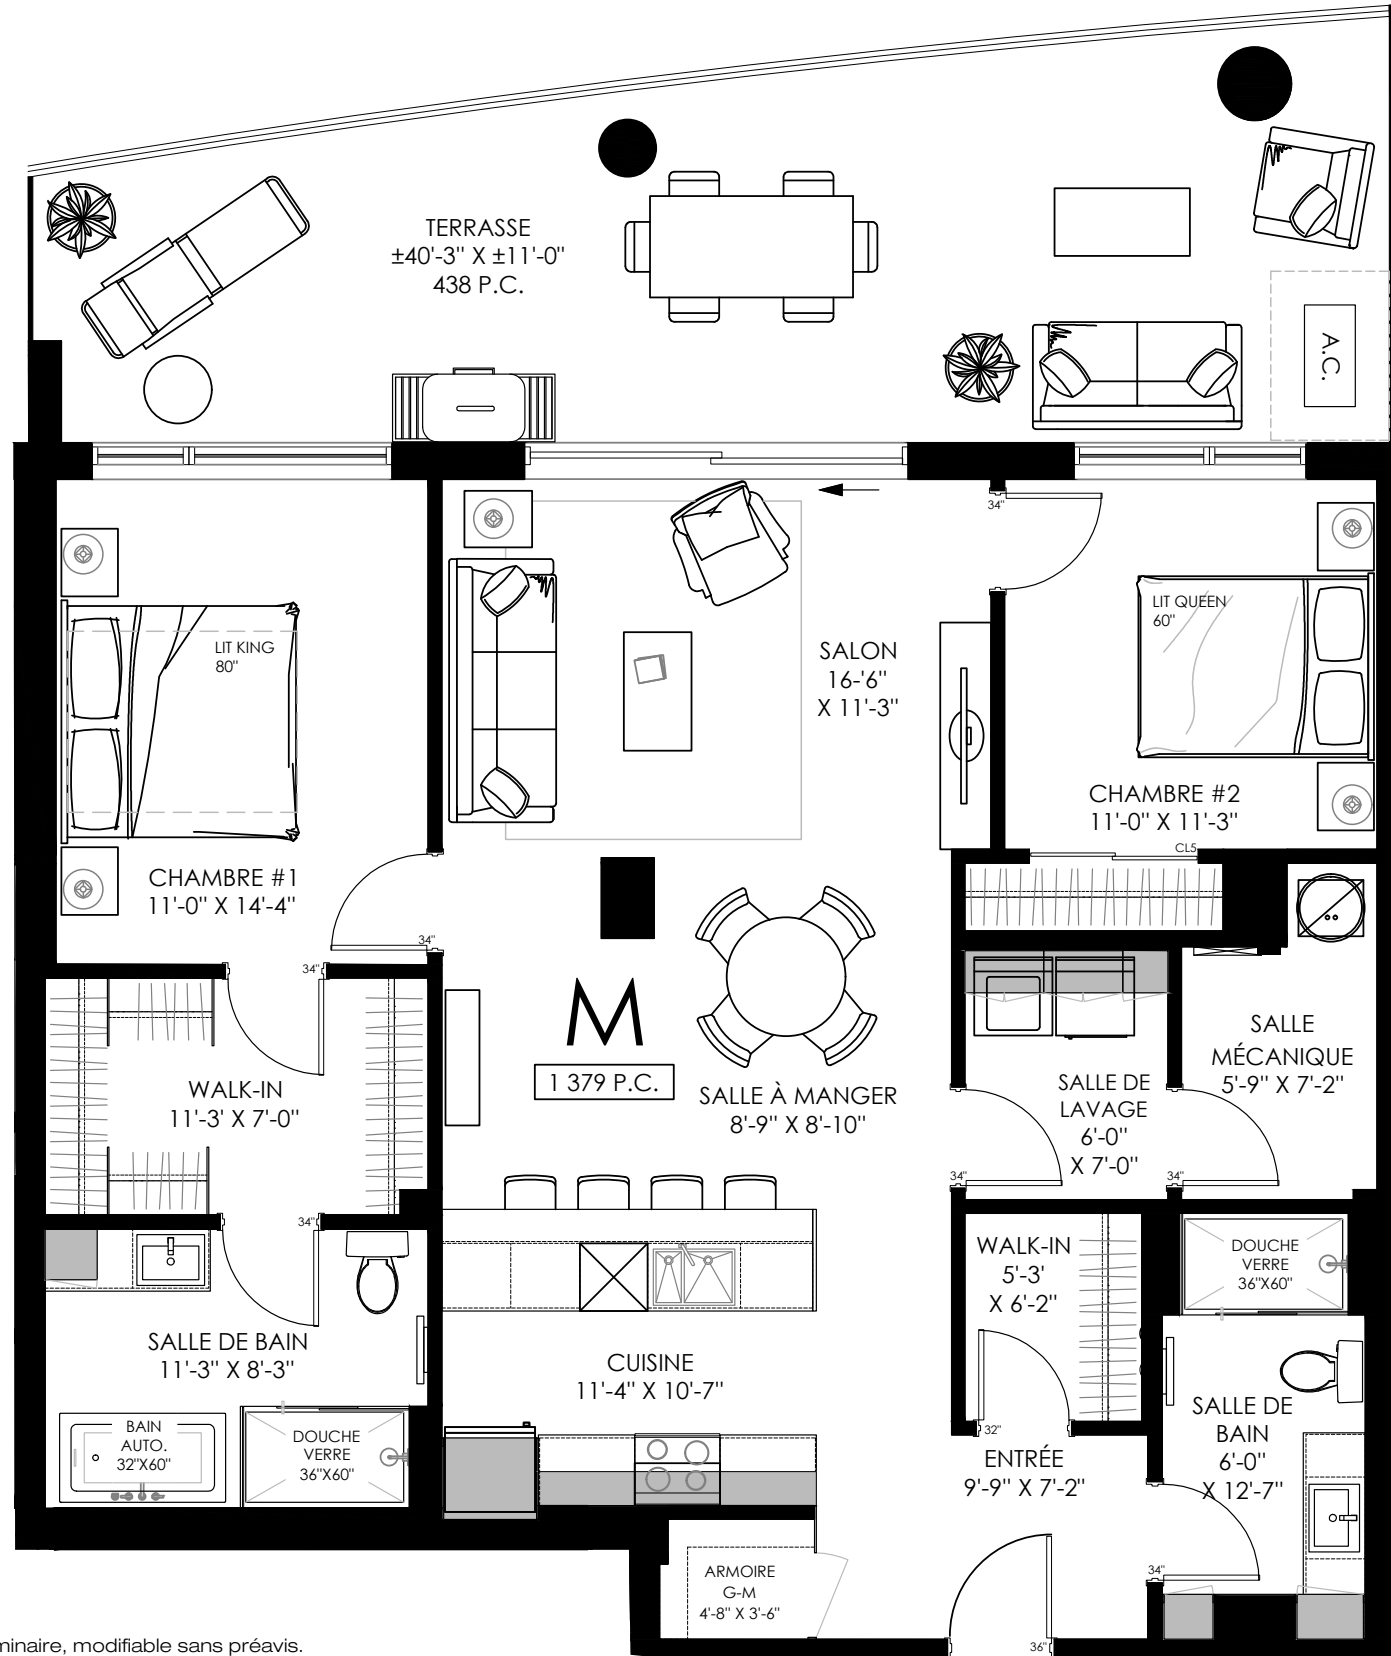 TERRASSE
±40'-3" X ±11'-0"
438 P.C.
A.C.
34"
LIT KING
80"
SALON
16-'6"
X 11'-3"
LIT QUEEN
60"
CHAMBRE #2
11'-0" X 11'-3"
CL5
CHAMBRE #1
11'-0" X 14'-4"
34"
34"
M
1 379 P.C.
WALK-IN
11'-3' X 7'-0"
SALLE À MANGER
8'-9" X 8'-10"
SALLE DE
LAVAGE
6'-0"
X 7'-0"
SALLE
MÉCANIQUE
5'-9" X 7'-2"
34"
34"
34"
WALK-IN
5'-3'
X 6'-2"
DOUCHE
VERRE
36"X60"
SALLE DE BAIN
11'-3" X 8'-3"
CUISINE
11'-4" X 10'-7"
BAIN
AUTO.
32"X60"
DOUCHE
VERRE
36"X60"
32"
ENTRÉE
9'-9" X 7'-2"
SALLE DE
BAIN
6'-0"
X 12'-7"
34"
ARMOIRE
G-M
4'-8" X 3'-6"
36"
minaire, modifiable sans préavis.